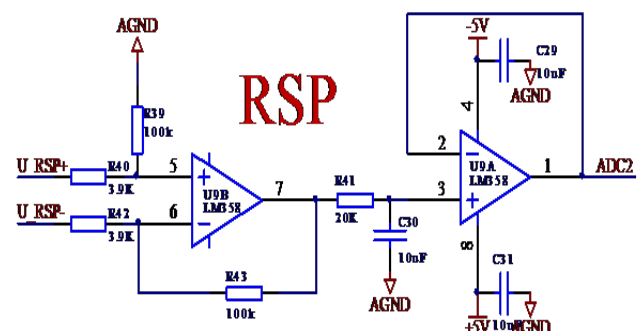 AGND
-5V
C29
10nF
AGND
RSP
R39
100k
4
U_RSP+
R40
3.9K
5
+
U9B
LM358
7
R41
20K
2
-
U9A
LM358
1
ADC2
3
+
U_RSP-
R42
3.9K
6
-
C30
10nF
8
C31
10nF
AGND
R43
100k
AGND
+5V